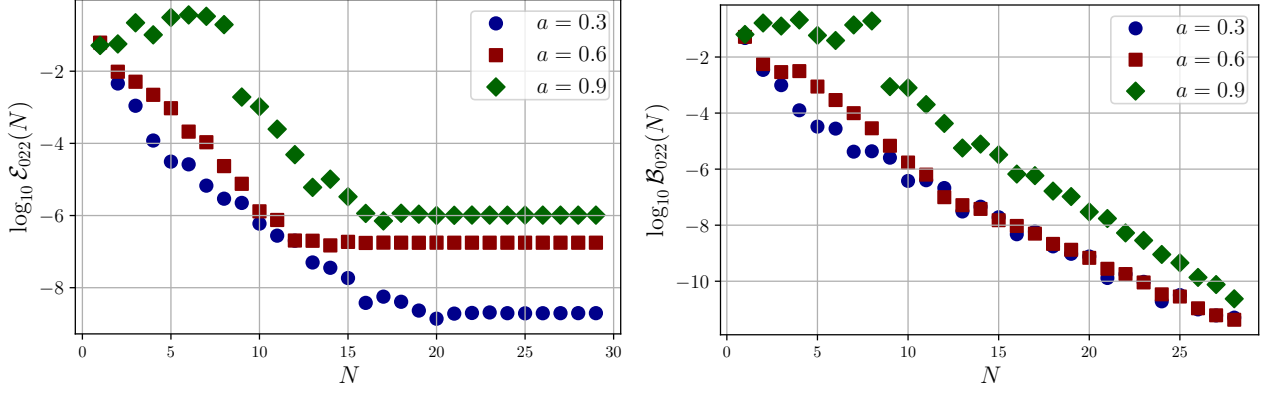 log₁₀ ℰ₀₂₂(N)
−2
−4
−6
−8
0
5
10
15
20
25
30
N
a = 0.3
a = 0.6
a = 0.9
log₁₀ ℬ₀₂₂(N)
−2
−4
−6
−8
−10
0
5
10
15
20
25
N
a = 0.3
a = 0.6
a = 0.9